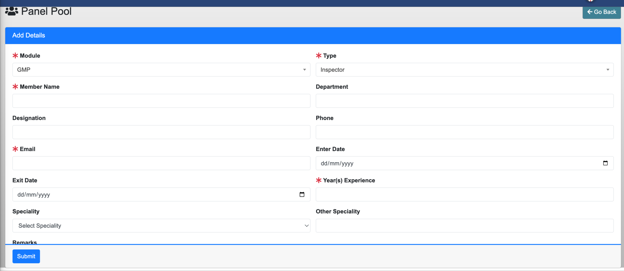 Panel Pool
← Go Back
Add Details
* Module
* Type
GMP
Inspector
* Member Name
Department
Designation
Phone
* Email
Enter Date
dd/mm/yyyy
Exit Date
* Year(s) Experience
dd/mm/yyyy
Speciality
Other Speciality
Select Speciality
Remarks
Submit